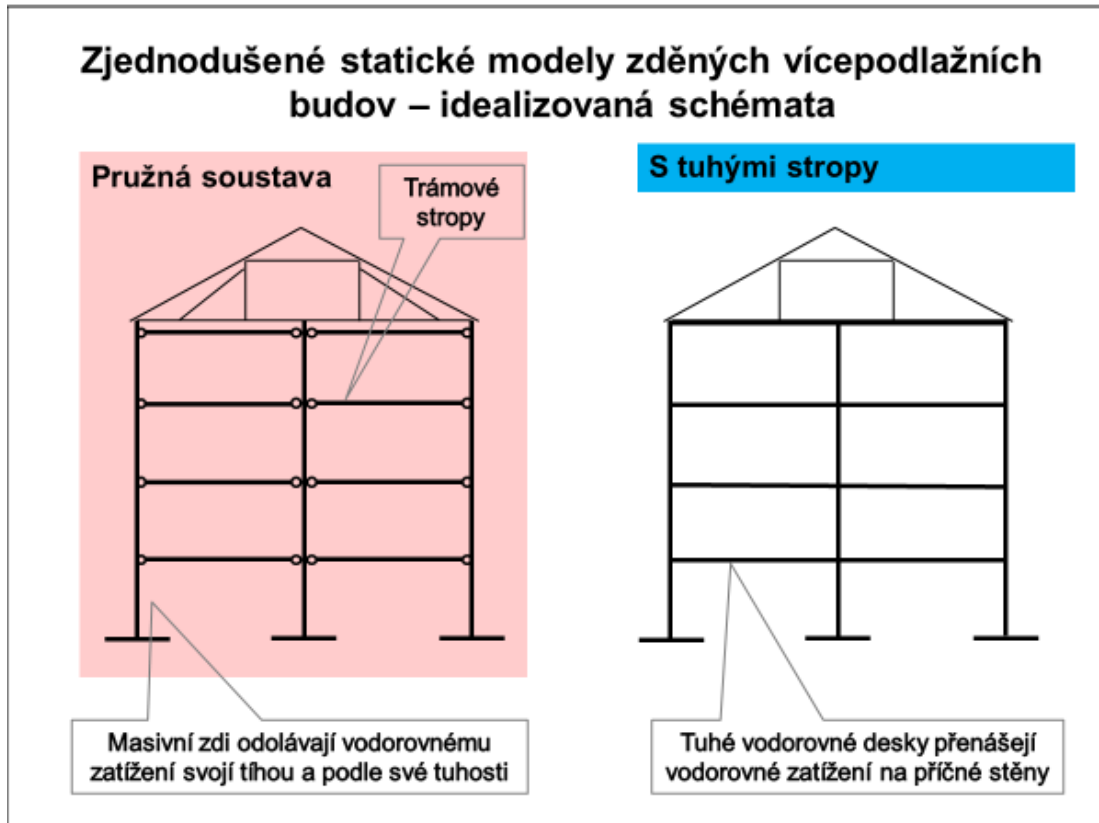 Zjednodušené statické modely zděných vícepodlažních
budov – idealizovaná schémata
Pružná soustava
Trámové
stropy
S tuhými stropy
Masivní zdi odolávají vodorovnému
zatížení svojí tíhou a podle své tuhosti
Tuhé vodorovné desky přenášejí
vodorovné zatížení na příčné stěny